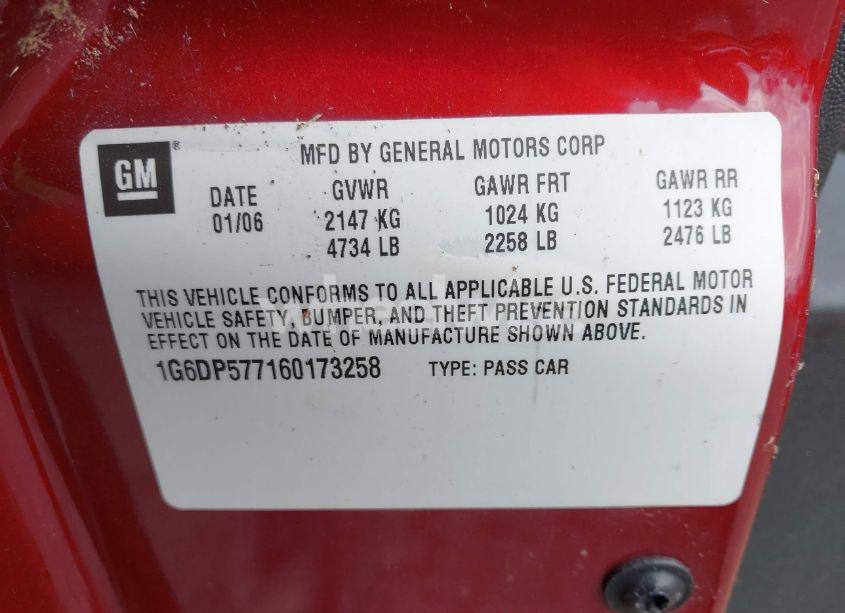 GM®
MFD BY GENERAL MOTORS CORP
DATE GVWR GAWR FRT GAWR RR
01/06 2147 KG 1024 KG 1123 KG
4734 LB 2258 LB 2476 LB
THIS VEHICLE CONFORMS TO ALL APPLICABLE U.S. FEDERAL MOTOR
VEHICLE SAFETY, BUMPER, AND THEFT PREVENTION STANDARDS IN
EFFECT ON THE DATE OF MANUFACTURE SHOWN ABOVE.
1G6DP577160173258 TYPE: PASS CAR